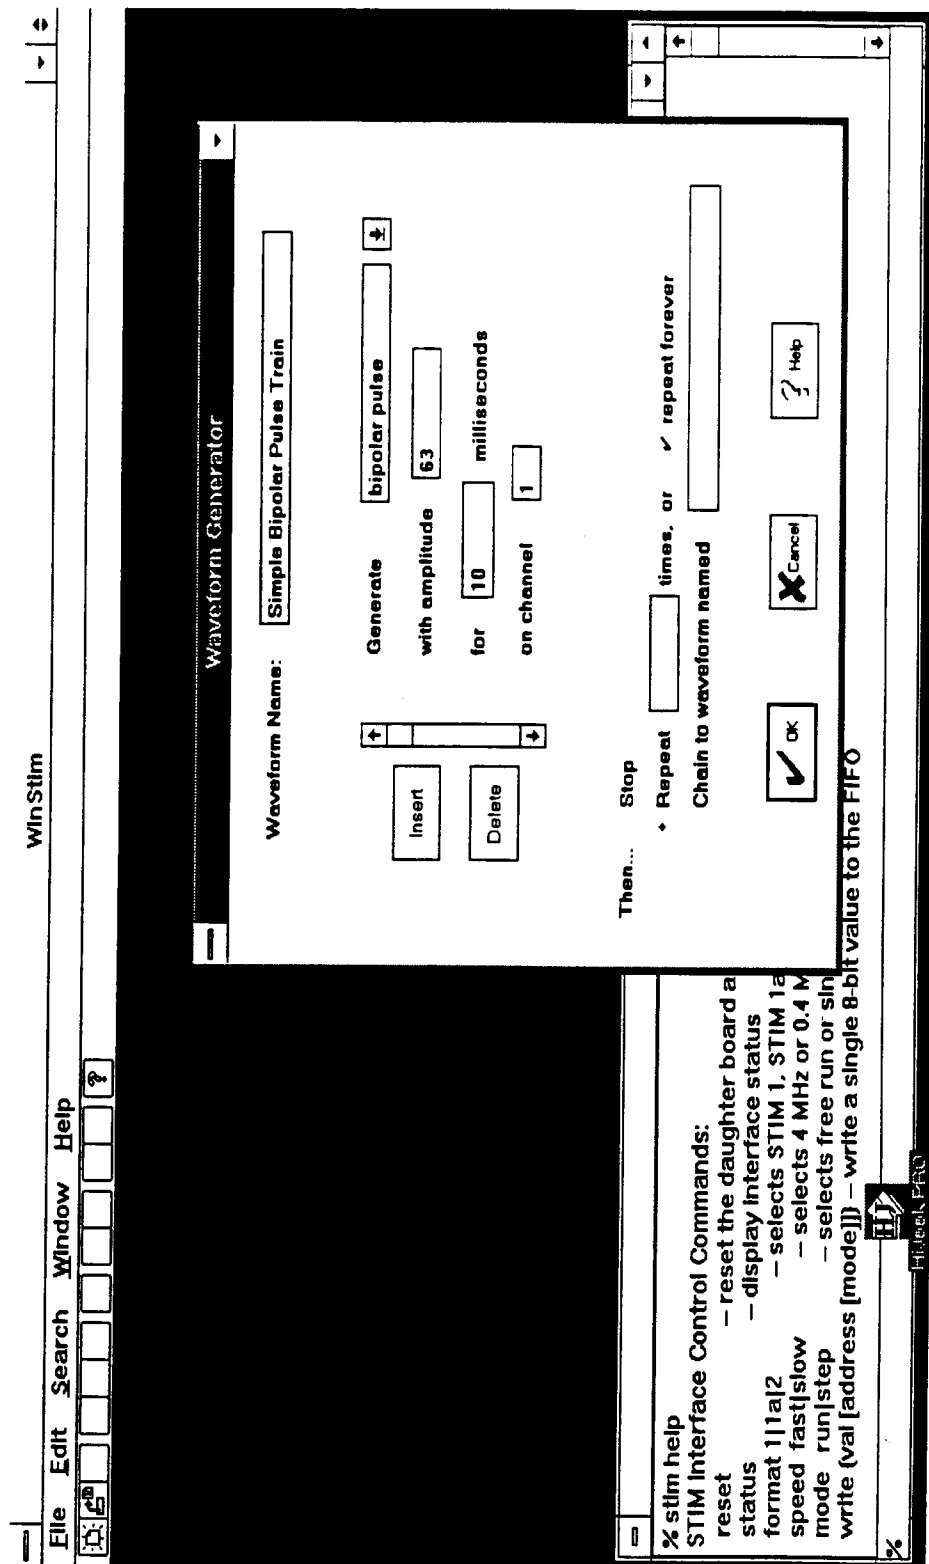 WinStim
File Edit Search Window Help
?
Waveform Generator
Waveform Name: Simple Bipolar Pulse Train
Generate bipolar pulse
with amplitude 63
for 10 milliseconds
on channel 1
Insert
Delete
Then... Stop
Repeat times, or ✓ repeat forever
Chain to waveform named
OK
Cancel
? Help
% stim help
STIM Interface Control Commands:
reset – reset the daughter board a
status – display interface status
format 1|1a|2 – selects STIM 1, STIM 1a
speed fast|slow – selects 4 MHz or 0.4 M
mode run|step – selects free run or sin
write {val [address [mode]]} – write a single 8-bit value to the FIFO
%
HJ
HiJaak PRO